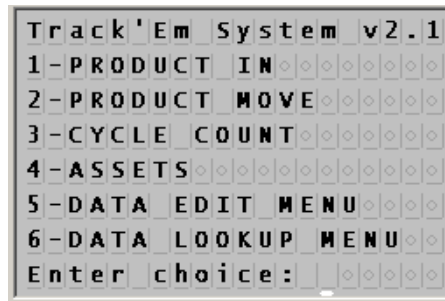 Track'Em System v2.1
1-PRODUCT IN
2-PRODUCT MOVE
3-CYCLE COUNT
4-ASSETS
5-DATA EDIT MENU
6-DATA LOOKUP MENU
Enter choice: